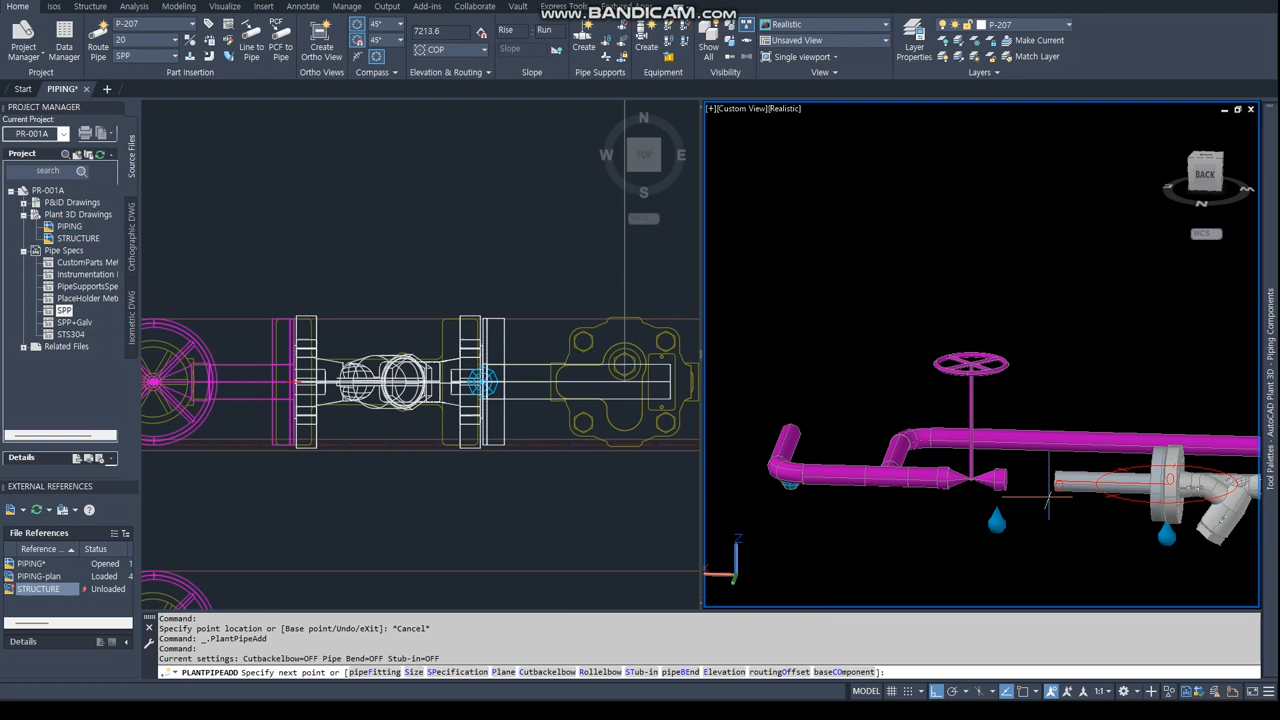 www.BANDICAM.com
Home Isos Structure Analysis Modeling Visualize Insert Annotate Manage Output Add-ins Collaborate Vault Express Tools Featured Apps
Project Manager
Data Manager
Project
Route Pipe
P-207
20
SPP
Line to Pipe
PCF to Pipe
Part Insertion
Create Ortho View
Ortho Views
45°
45°
Compass
7213.6
COP
Elevation & Routing
Rise
Run
Slope
Slope
Create
Pipe Supports
Create
Equipment
Show All
Visibility
Realistic
Unsaved View
Single viewport
View
Layer Properties
P-207
Make Current
Match Layer
Layers
Start PIPING*
PROJECT MANAGER
Current Project:
PR-001A
Project
search
PR-001A
P&ID Drawings
Plant 3D Drawings
PIPING
STRUCTURE
Pipe Specs
CustomParts Met
Instrumentation I
PipeSupportsSpe
PlaceHolder Met
SPP
SPP+Galv
STS304
Related Files
Details
Source Files
Orthographic DWG
Isometric DWG
EXTERNAL REFERENCES
File References
Reference ... Status
PIPING* Opened 1
PIPING-plan Loaded 4
STRUCTURE Unloaded
Details
N
W TOP E
S
[+][Custom View][Realistic]
BACK
N
WCS
Z
Tool Palettes - AutoCAD Plant 3D - Piping Components
Command:
Specify point location or [Base point/Undo/eXit]: *Cancel*
Command: _.PlantPipeAdd
Command:
Current settings: Cutbackelbow=OFF Pipe Bend=OFF Stub-in=OFF
PLANTPIPEADD Specify next point or [pipeFitting Size SPecification Plane Cutbackelbow Rollelbow STub-in pipeBEnd Elevation routingOffset baseCOmponent]:
MODEL
1:1